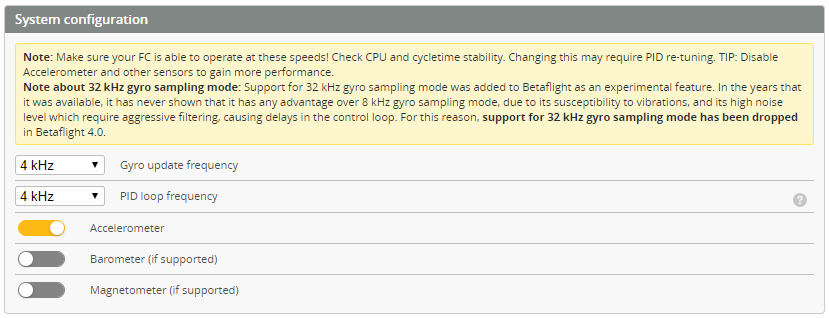 System configuration
Note: Make sure your FC is able to operate at these speeds! Check CPU and cycletime stability. Changing this may require PID re-tuning. TIP: Disable
Accelerometer and other sensors to gain more performance.
Note about 32 kHz gyro sampling mode: Support for 32 kHz gyro sampling mode was added to Betaflight as an experimental feature. In the years that
it was available, it has never shown that it has any advantage over 8 kHz gyro sampling mode, due to its susceptibility to vibrations, and its high noise
level which require aggressive filtering, causing delays in the control loop. For this reason, support for 32 kHz gyro sampling mode has been dropped
in Betaflight 4.0.
4 kHz Gyro update frequency
4 kHz PID loop frequency ?
Accelerometer
Barometer (if supported)
Magnetometer (if supported)